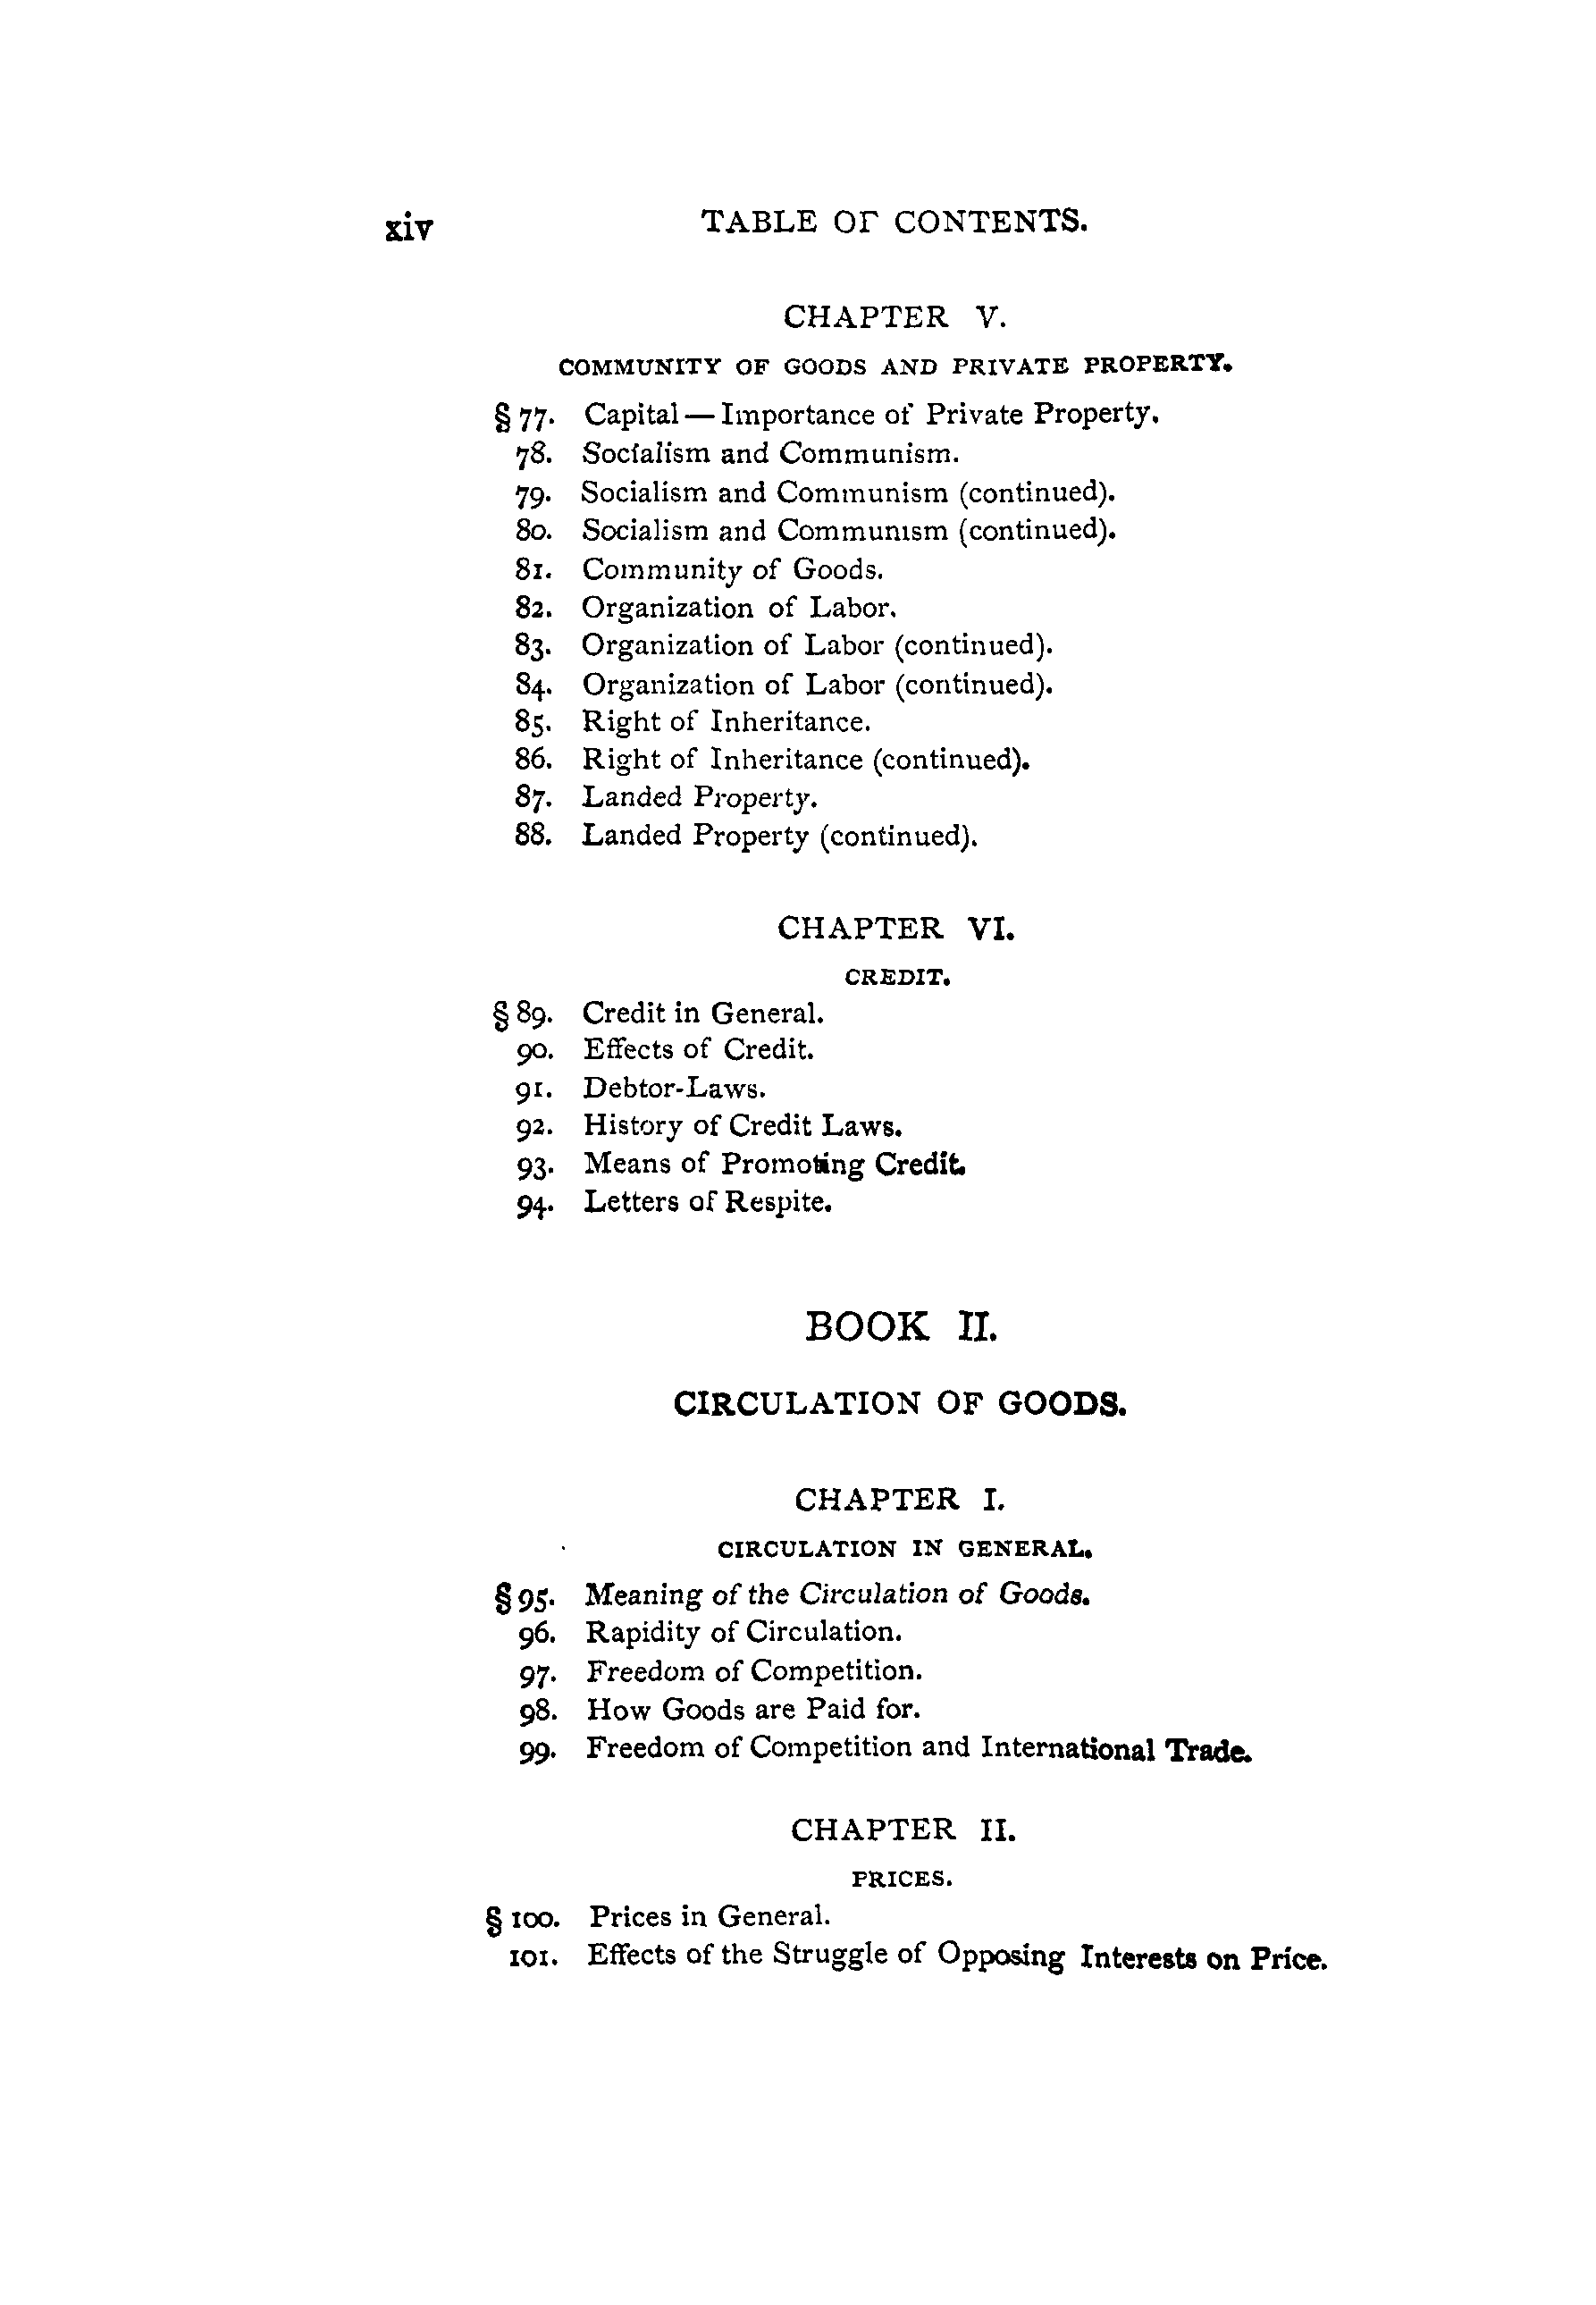 xiv TABLE OF CONTENTS.
CHAPTER V.
COMMUNITY OF GOODS AND PRIVATE PROPERTY.
§ 77. Capital — Importance of Private Property.
78. Socialism and Communism.
79. Socialism and Communism (continued).
80. Socialism and Communism (continued).
81. Community of Goods.
82. Organization of Labor.
83. Organization of Labor (continued).
84. Organization of Labor (continued).
85. Right of Inheritance.
86. Right of Inheritance (continued).
87. Landed Property.
88. Landed Property (continued).
CHAPTER VI.
CREDIT.
§ 89. Credit in General.
90. Effects of Credit.
91. Debtor-Laws.
92. History of Credit Laws.
93. Means of Promoting Credit.
94. Letters of Respite.
BOOK II.
CIRCULATION OF GOODS.
CHAPTER I.
CIRCULATION IN GENERAL.
§ 95. Meaning of the Circulation of Goods.
96. Rapidity of Circulation.
97. Freedom of Competition.
98. How Goods are Paid for.
99. Freedom of Competition and International Trade.
CHAPTER II.
PRICES.
§ 100. Prices in General.
101. Effects of the Struggle of Opposing Interests on Price.